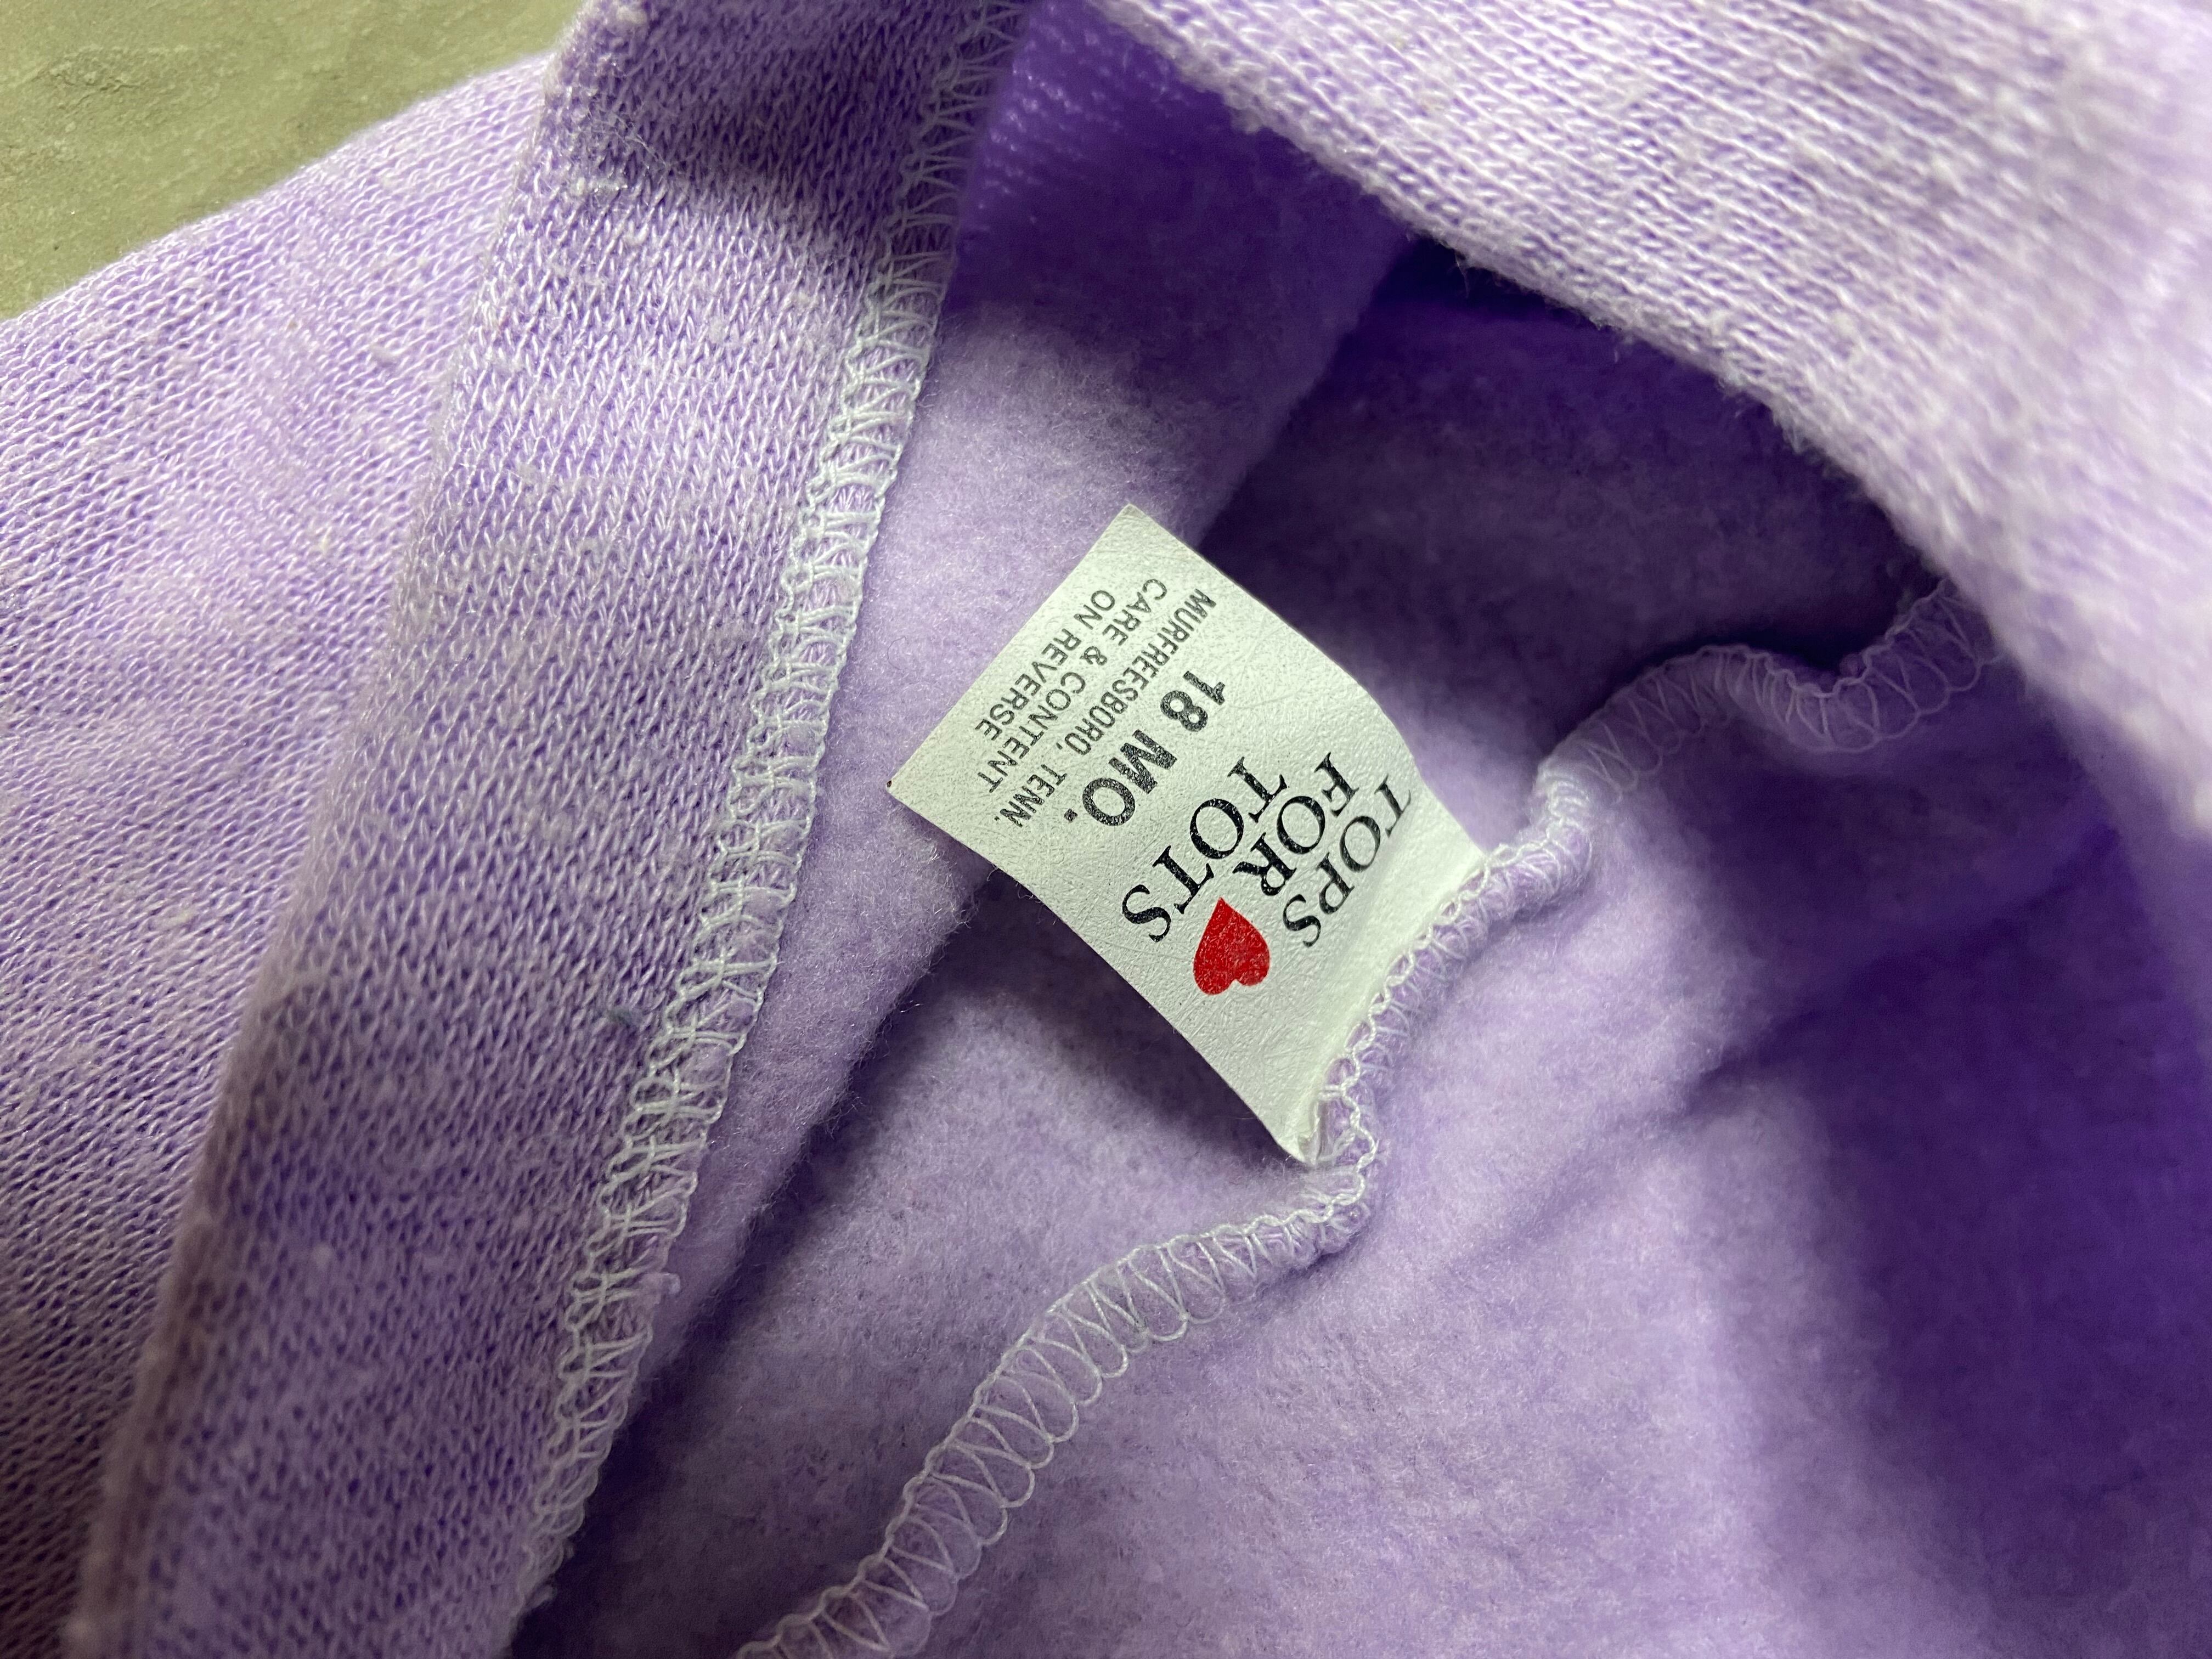 TOPS
FOR
TOTS
18 MO.
MURFREESBORO, TENN.
CARE & CONTENT
ON REVERSE